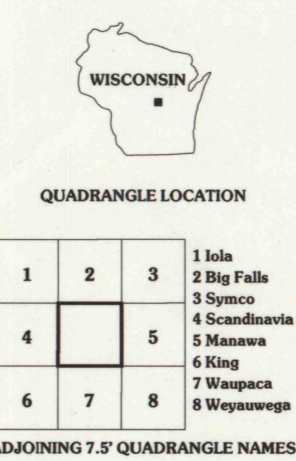 WISCONSIN
QUADRANGLE LOCATION
1 2 3
4 5
6 7 8
1 Iola
2 Big Falls
3 Symco
4 Scandinavia
5 Manawa
6 King
7 Waupaca
8 Weyauwega
ADJOINING 7.5' QUADRANGLE NAMES